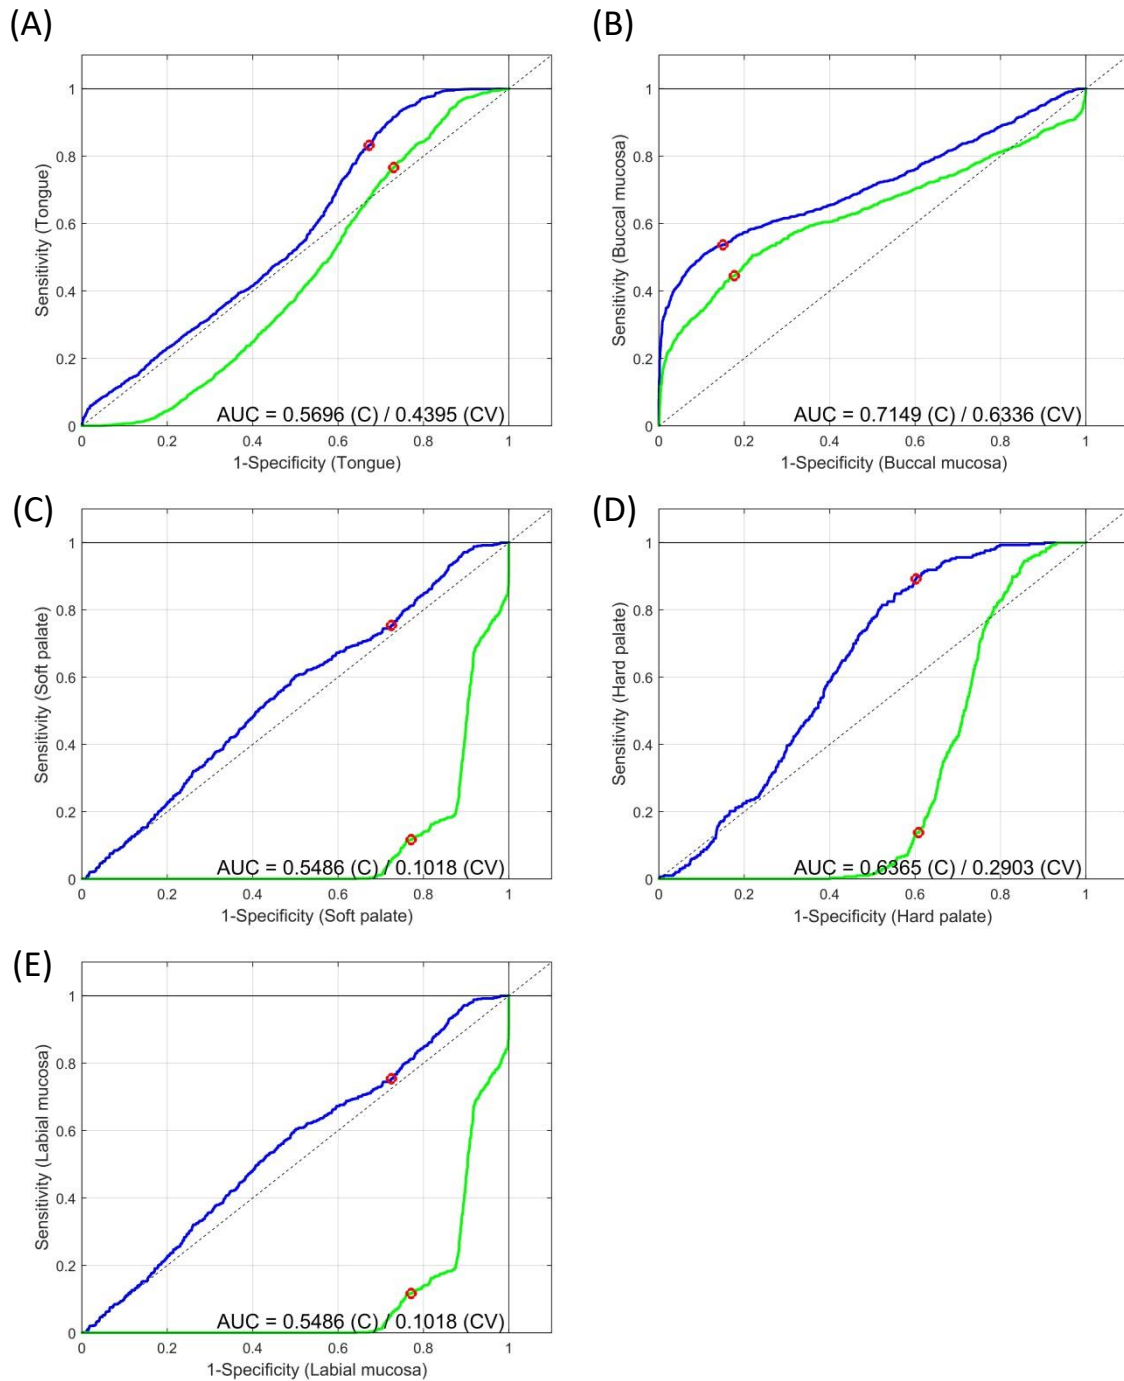 (A)
Sensitivity (Tongue)
1
0.8
0.6
0.4
0.2
0
AUC = 0.5696 (C) / 0.4395 (CV)
0 0.2 0.4 0.6 0.8 1
1-Specificity (Tongue)
(B)
Sensitivity (Buccal mucosa)
1
0.8
0.6
0.4
0.2
0
AUC = 0.7149 (C) / 0.6336 (CV)
0 0.2 0.4 0.6 0.8 1
1-Specificity (Buccal mucosa)
(C)
Sensitivity (Soft palate)
1
0.8
0.6
0.4
0.2
0
AUC = 0.5486 (C) / 0.1018 (CV)
0 0.2 0.4 0.6 0.8 1
1-Specificity (Soft palate)
(D)
Sensitivity (Hard palate)
1
0.8
0.6
0.4
0.2
0
AUC = 0.6365 (C) / 0.2903 (CV)
0 0.2 0.4 0.6 0.8 1
1-Specificity (Hard palate)
(E)
Sensitivity (Labial mucosa)
1
0.8
0.6
0.4
0.2
0
AUC = 0.5486 (C) / 0.1018 (CV)
0 0.2 0.4 0.6 0.8 1
1-Specificity (Labial mucosa)